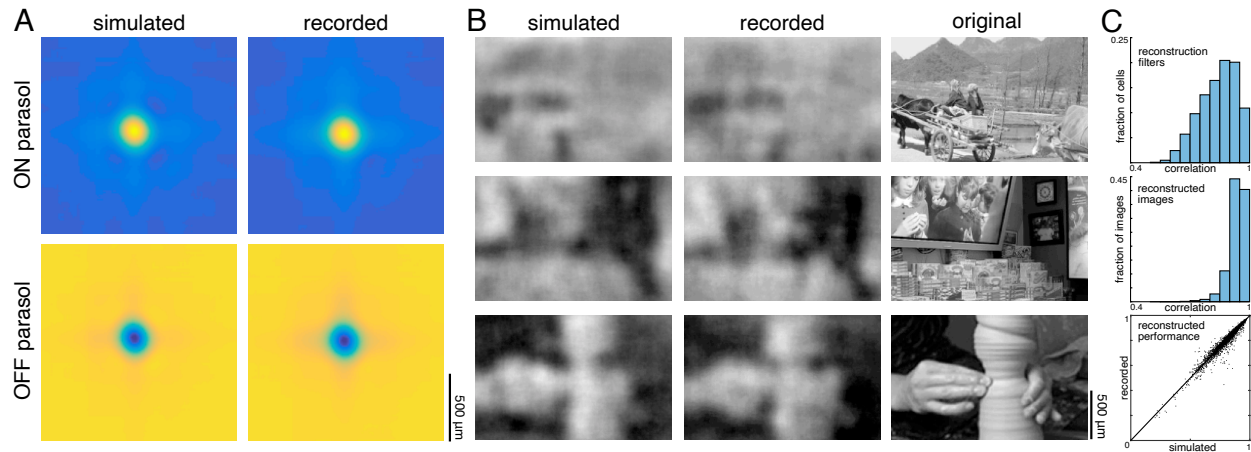 A
simulated
recorded
ON parasol
OFF parasol
500 µm
B
simulated
recorded
original
500 µm
C
0.25
reconstruction
filters
fraction of cells
0.4
correlation
1
0.45
reconstructed
images
fraction of images
0.4
correlation
1
1
reconstructed
performance
recorded
0
simulated
1